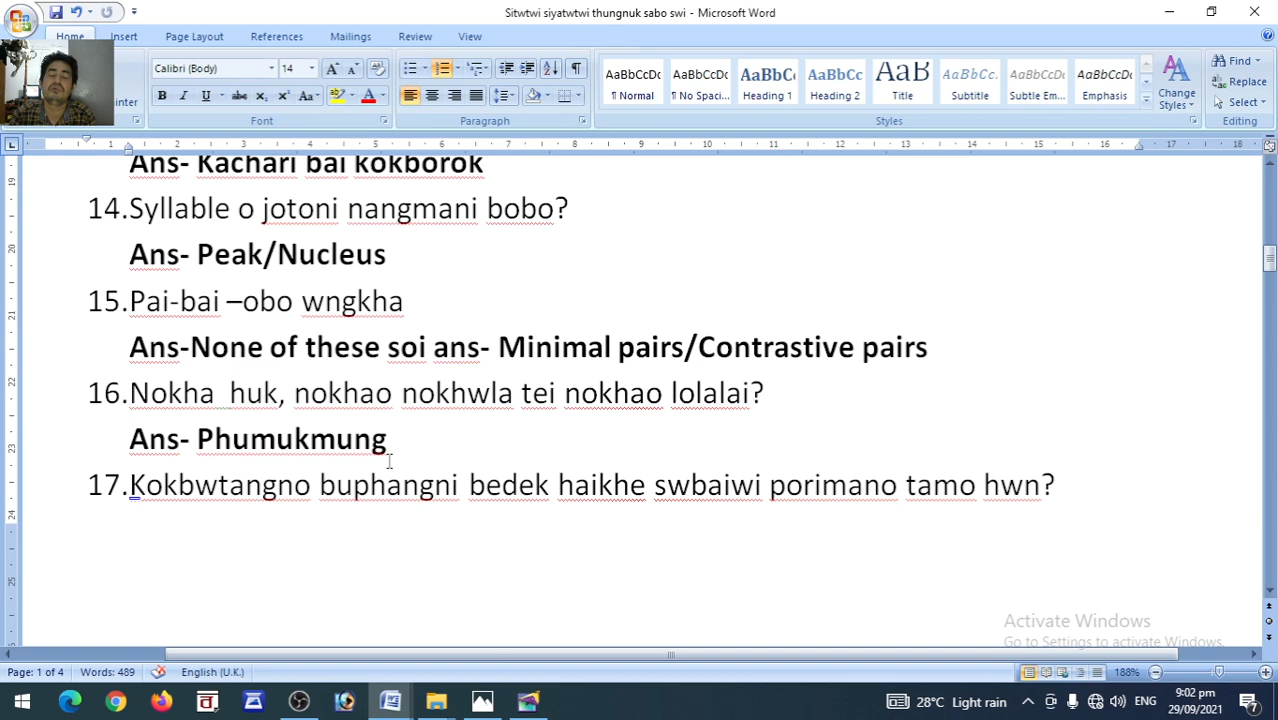 Sitwtwi siyatwtwi thungnuk sabo swi - Microsoft Word
Home Insert Page Layout References Mailings Review View
Calibri (Body) 14
AaBbCcDc AaBbCcDc AaBbCc AaBbCc AaB AaBbCcl AaBbCcDc AaBbCcDc
¶ Normal ¶ No Spaci... Heading 1 Heading 2 Title Subtitle Subtle Em... Emphasis
Change Styles
Find
Replace
Select
inter
Font Paragraph Styles Editing
Ans- Kachari bai kokborok
14.Syllable o jotoni nangmani bobo?
Ans- Peak/Nucleus
15.Pai-bai –obo wngkha
Ans-None of these soi ans- Minimal pairs/Contrastive pairs
16.Nokha huk, nokhao nokhwla tei nokhao lolalai?
Ans- Phumukmung
17.Kokbwtangno buphangni bedek haikhe swbaiwi porimano tamo hwn?
Activate Windows
Go to Settings to activate Windows.
Page: 1 of 4 Words: 489 English (U.K.) 188%
28°C Light rain ENG 9:02 pm
29/09/2021